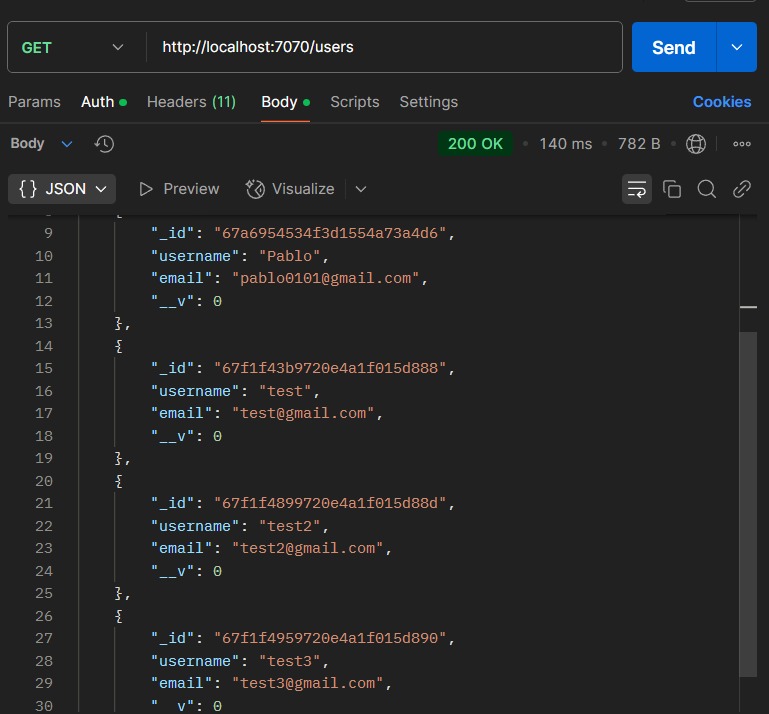 GET http://localhost:7070/users Send
Params Auth Headers (11) Body Scripts Settings Cookies
Body 200 OK 140 ms 782 B
{} JSON Preview Visualize
9 "_id": "67a6954534f3d1554a73a4d6",
10 "username": "Pablo",
11 "email": "pablo0101@gmail.com",
12 "__v": 0
13 },
14 {
15 "_id": "67f1f43b9720e4a1f015d888",
16 "username": "test",
17 "email": "test@gmail.com",
18 "__v": 0
19 },
20 {
21 "_id": "67f1f4899720e4a1f015d88d",
22 "username": "test2",
23 "email": "test2@gmail.com",
24 "__v": 0
25 },
26 {
27 "_id": "67f1f4959720e4a1f015d890",
28 "username": "test3",
29 "email": "test3@gmail.com",
30 "__v": 0